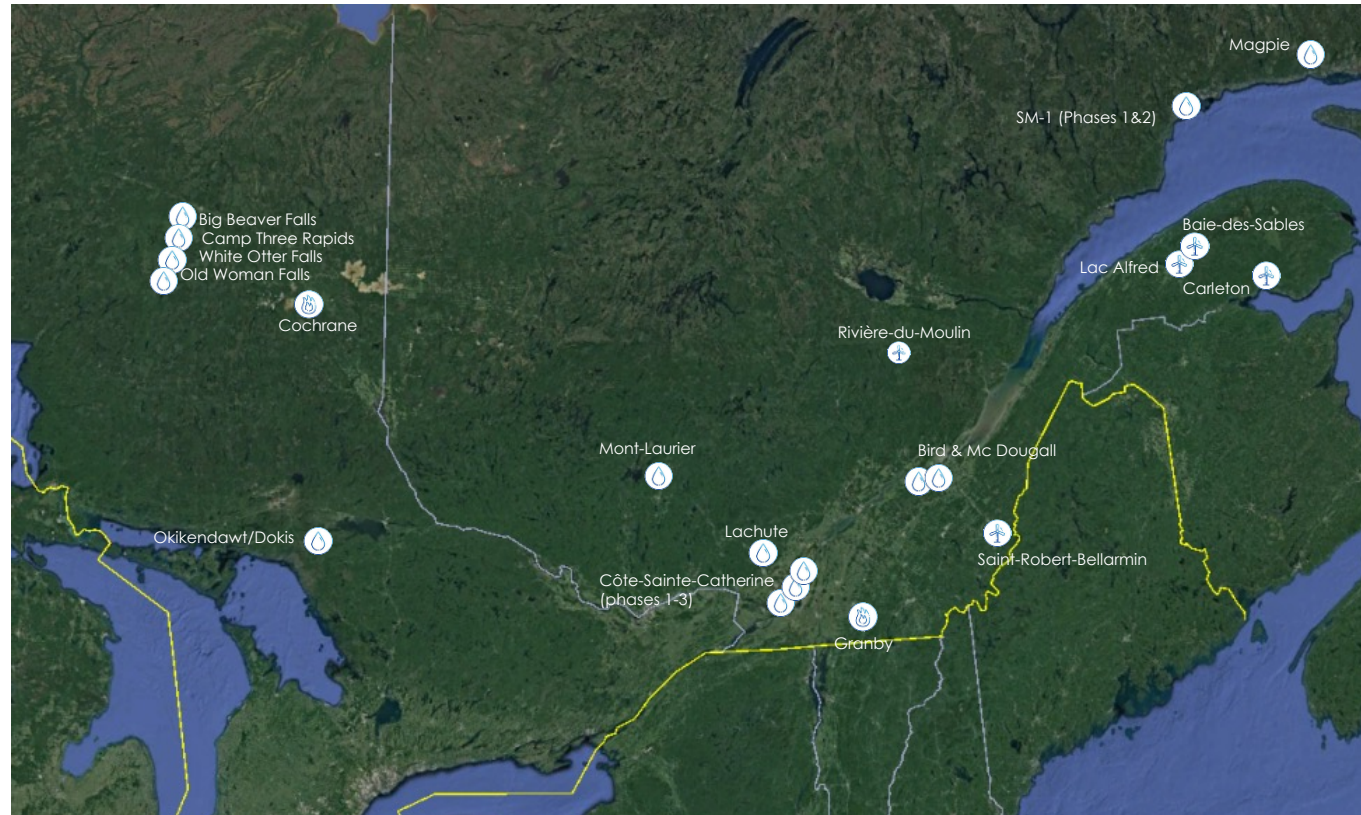 Magpie
SM-1 (Phases 1&2)
Big Beaver Falls
Camp Three Rapids
White Otter Falls
Old Woman Falls
Baie-des-Sables
Lac Alfred
Carleton
Cochrane
Rivière-du-Moulin
Mont-Laurier
Bird & Mc Dougall
Okikendawt/Dokis
Lachute
Saint-Robert-Bellarmin
Côte-Sainte-Catherine
(phases 1-3)
Granby